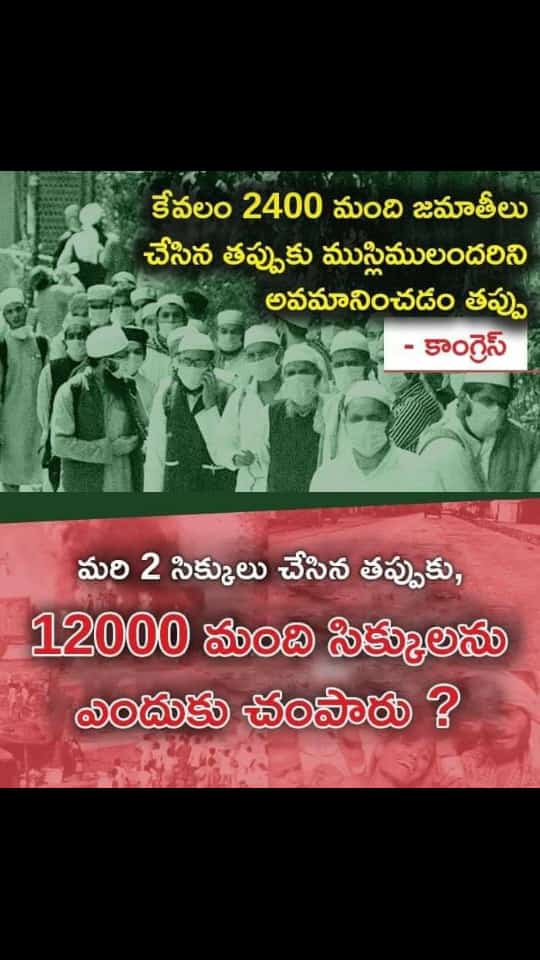 కేవలం 2400 మంది జమాతీలు
చేసిన తప్పుకు ముస్లిములందరిని
అవమానించడం తప్పు
- కాంగ్రెస్
మరి 2 సిక్కులు చేసిన తప్పుకు,
12000 మంది సిక్కులను
ఎందుకు చంపారు ?